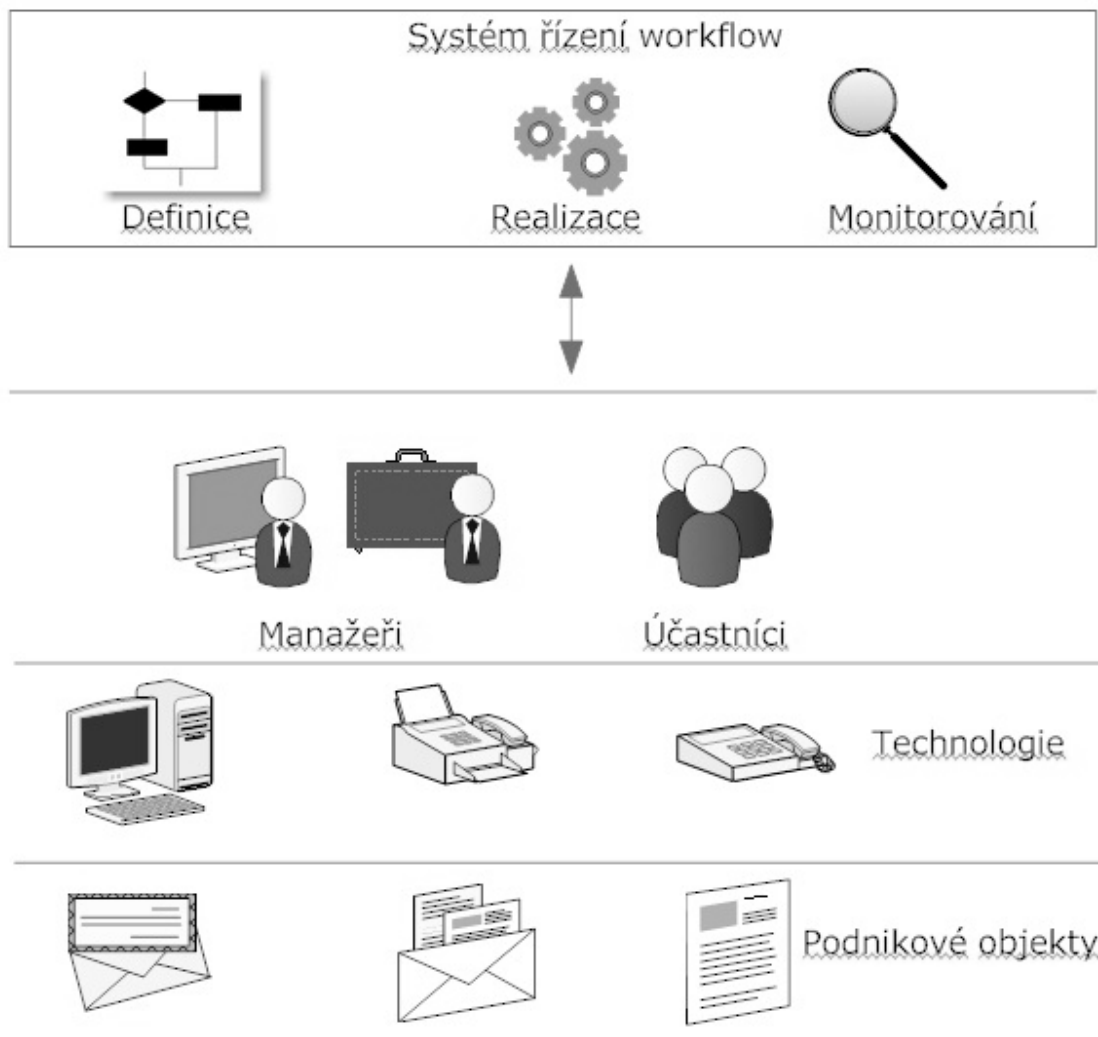 Systém řízení workflow
Definice
Realizace
Monitorování
Manažeři
Účastníci
Technologie
Podnikové objekty